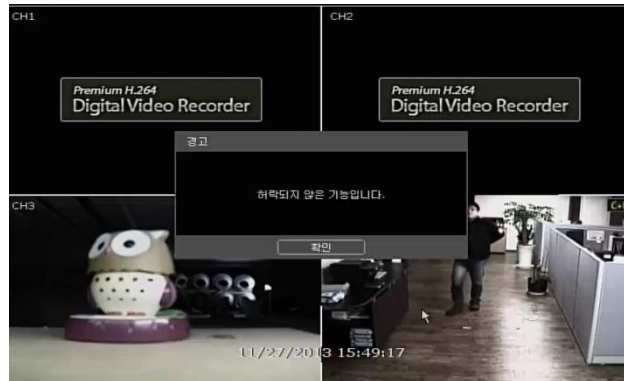 CH1
CH2
Premium H.264
Digital Video Recorder
Premium H.264
Digital Video Recorder
경고
허락되지 않은 기능입니다.
확인
CH3
11/27/2013 15:49:17